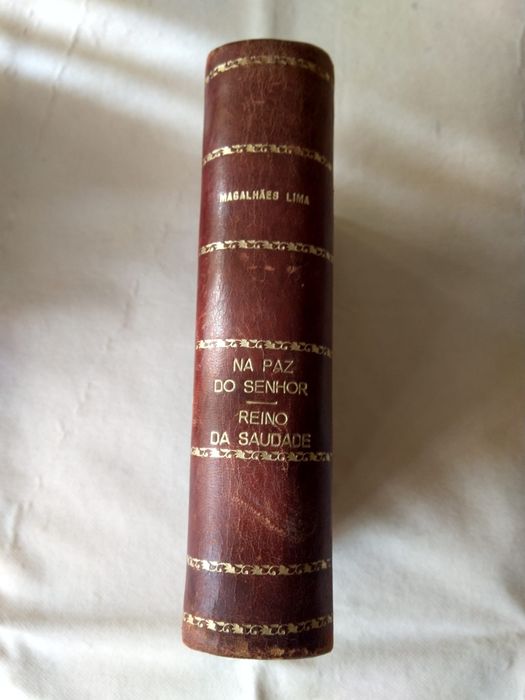 MAGALHÃES LIMA
NA PAZ
DO SENHOR
REINO
DA SAUDADE